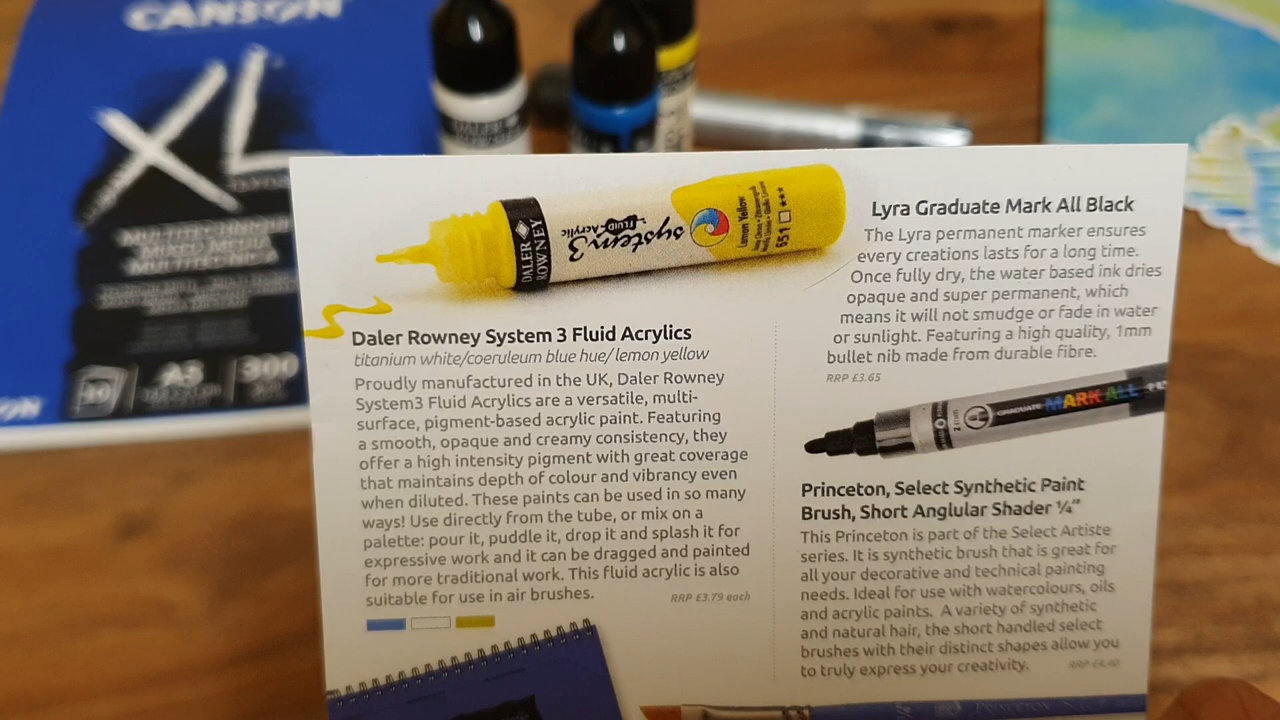 CANSON
XL
A5
300
DALER
ROWNEY
system3
FLUID
Acrylic
Lemon Yellow
651
Daler Rowney System 3 Fluid Acrylics
titanium white/coeruleum blue hue/ lemon yellow
Proudly manufactured in the UK, Daler Rowney
System3 Fluid Acrylics are a versatile, multi-
surface, pigment-based acrylic paint. Featuring
a smooth, opaque and creamy consistency, they
offer a high intensity pigment with great coverage
that maintains depth of colour and vibrancy even
when diluted. These paints can be used in so many
ways! Use directly from the tube, or mix on a
palette: pour it, puddle it, drop it and splash it for
expressive work and it can be dragged and painted
for more traditional work. This fluid acrylic is also
suitable for use in air brushes.
RRP £3.79 each
Lyra Graduate Mark All Black
The Lyra permanent marker ensures
every creations lasts for a long time.
Once fully dry, the water based ink dries
opaque and super permanent, which
means it will not smudge or fade in water
or sunlight. Featuring a high quality, 1mm
bullet nib made from durable fibre.
RRP £3.65
2 mm
GRADUATE MARK ALL
Princeton, Select Synthetic Paint
Brush, Short Anglular Shader ¼"
This Princeton is part of the Select Artiste
series. It is synthetic brush that is great for
all your decorative and technical painting
needs. Ideal for use with watercolours, oils
and acrylic paints. A variety of synthetic
and natural hair, the short handled select
brushes with their distinct shapes allow you
to truly express your creativity.
RRP £4.40
PRINCETON